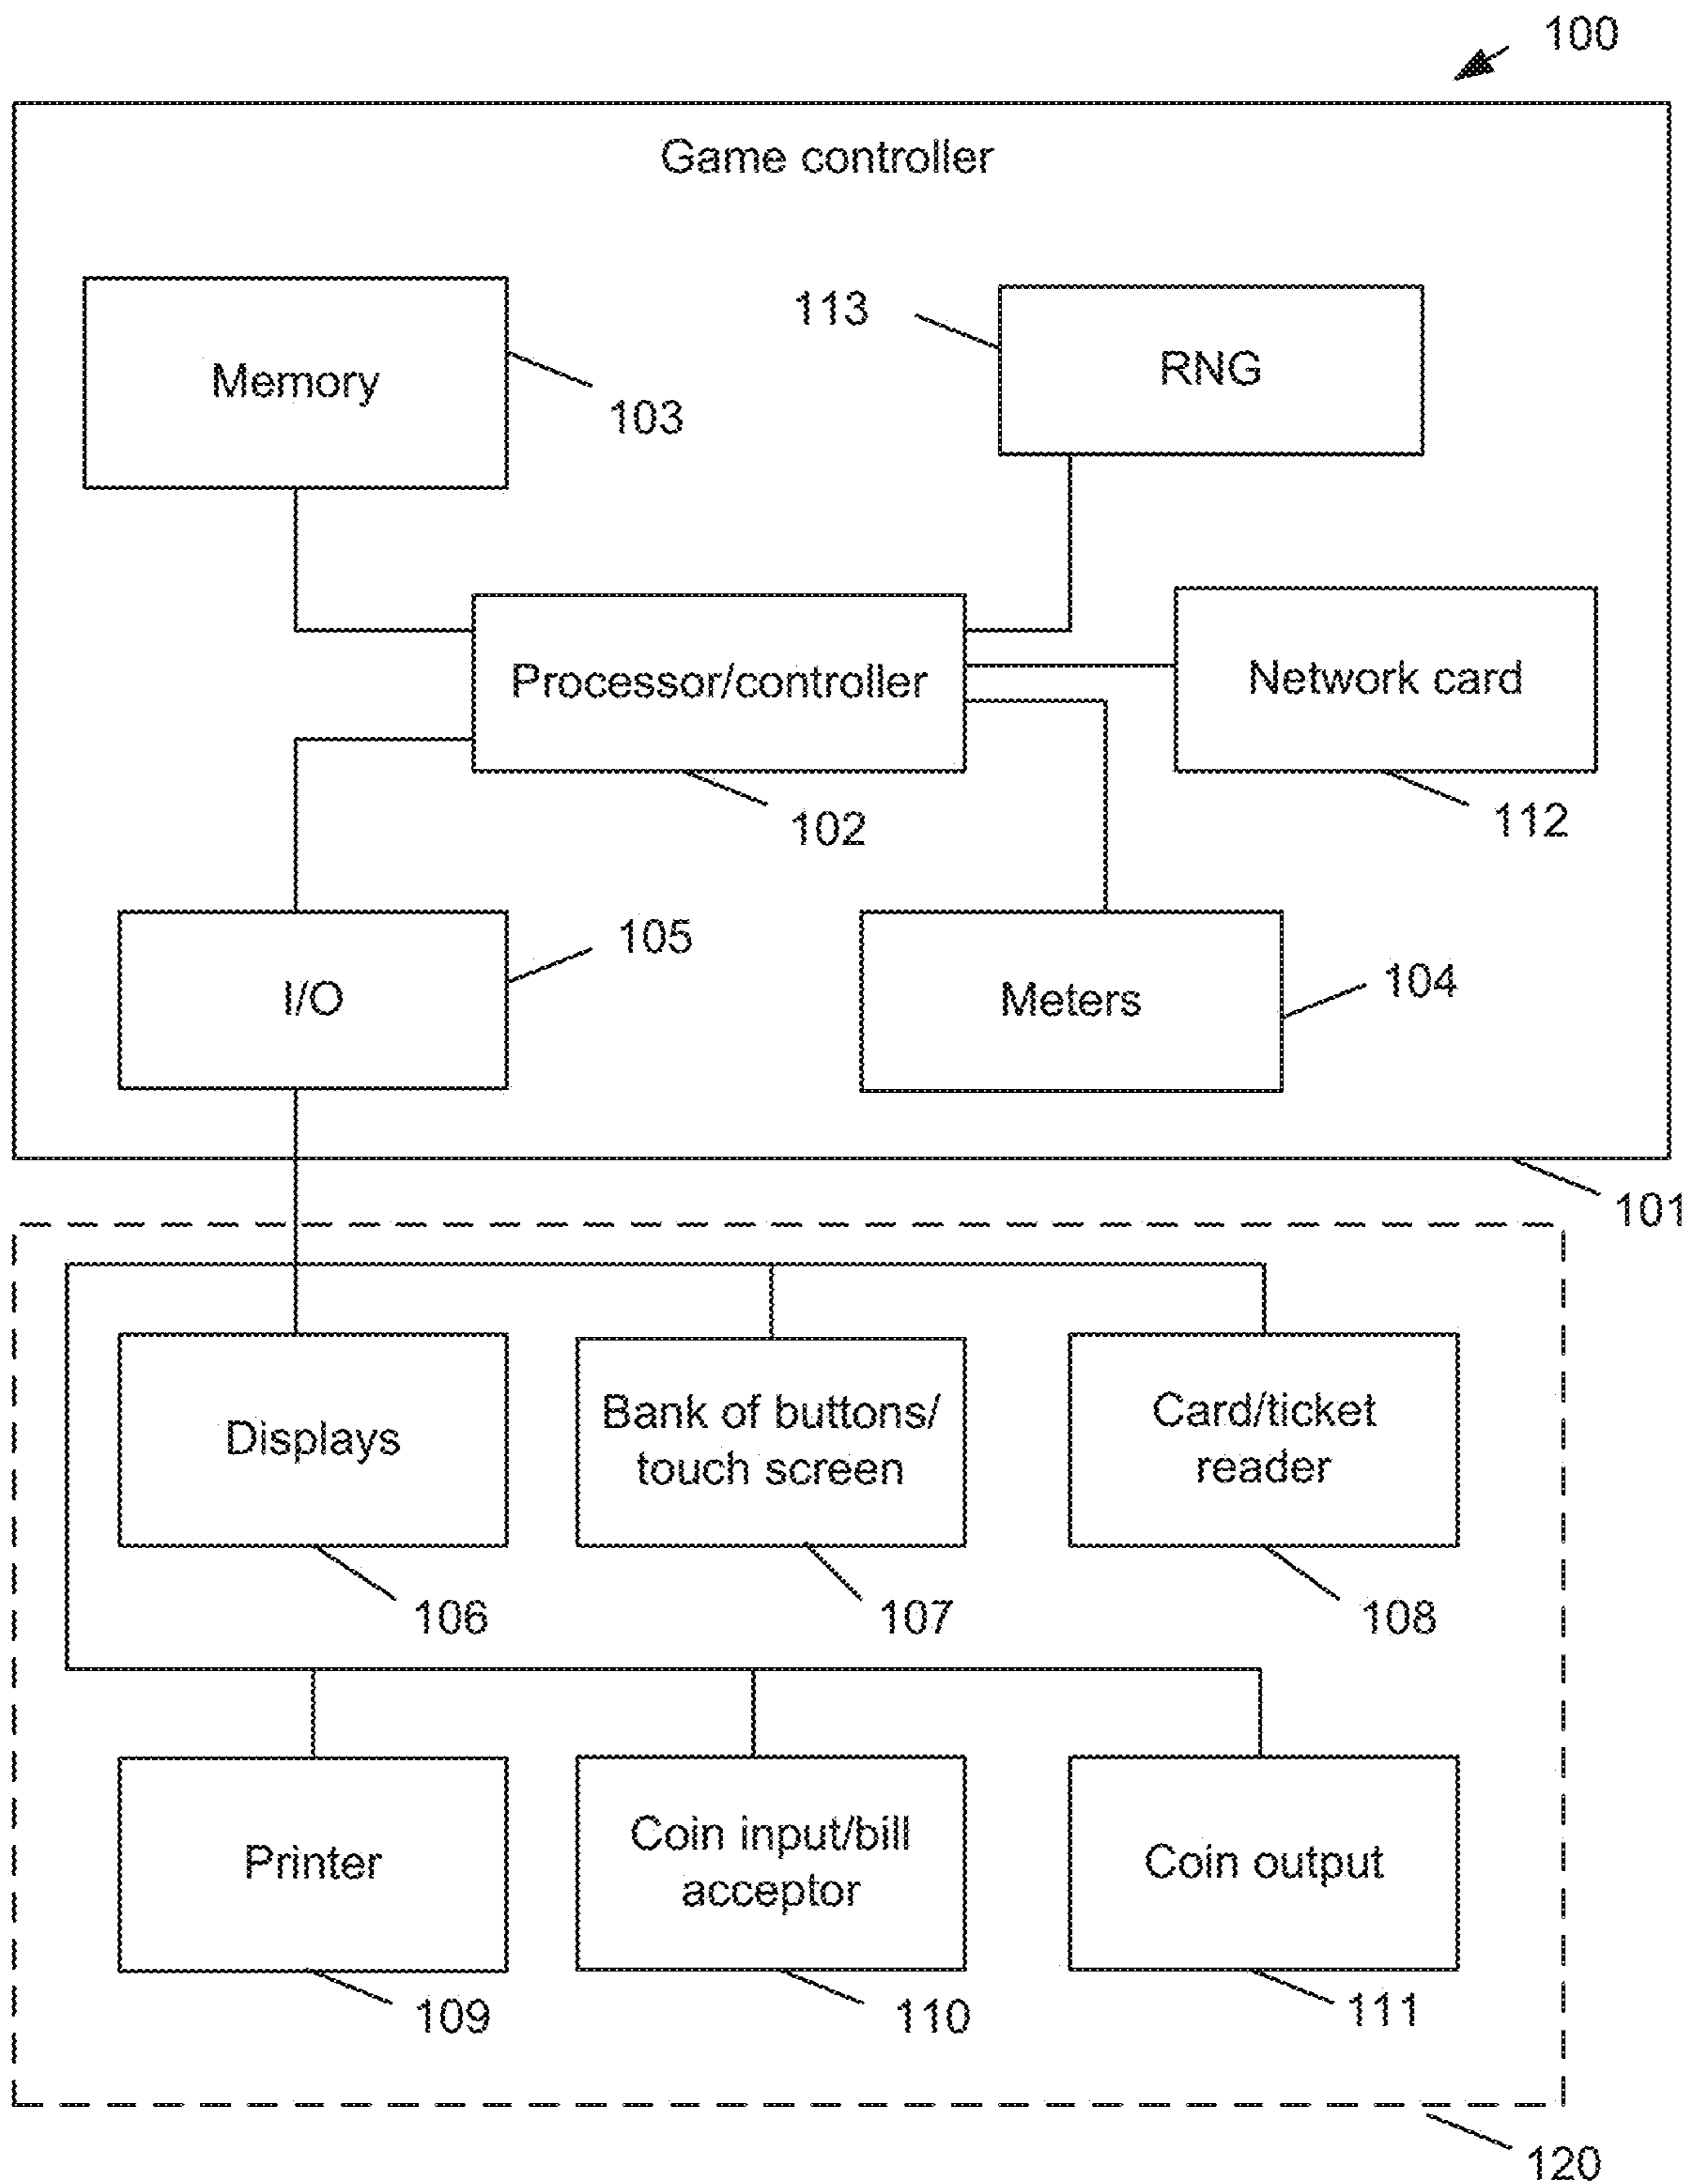 100
Game controller
Memory
103
113
RNG
Processor/controller
102
Network card
112
I/O
105
Meters
104
101
Displays
106
Bank of buttons/
touch screen
107
Card/ticket
reader
108
Printer
109
Coin input/bill
acceptor
110
Coin output
111
120